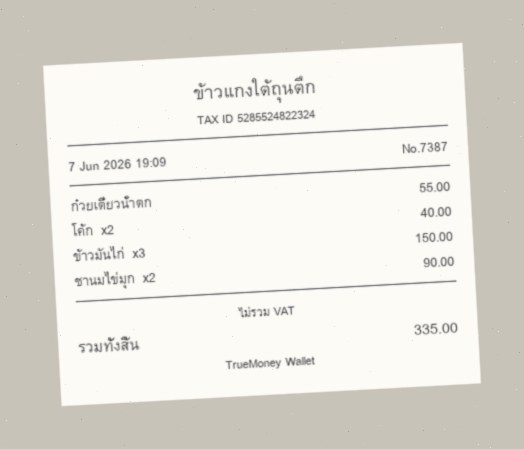 ข้าวแกงใต้ถุนตึก
TAX ID 5285524822324
7 Jun 2026 19:09 No.7387
ก๋วยเตี๋ยวน้ำตก 55.00
โค้ก x2 40.00
ข้าวมันไก่ x3 150.00
ชานมไข่มุก x2 90.00
ไม่รวม VAT
รวมทั้งสิ้น 335.00
TrueMoney Wallet